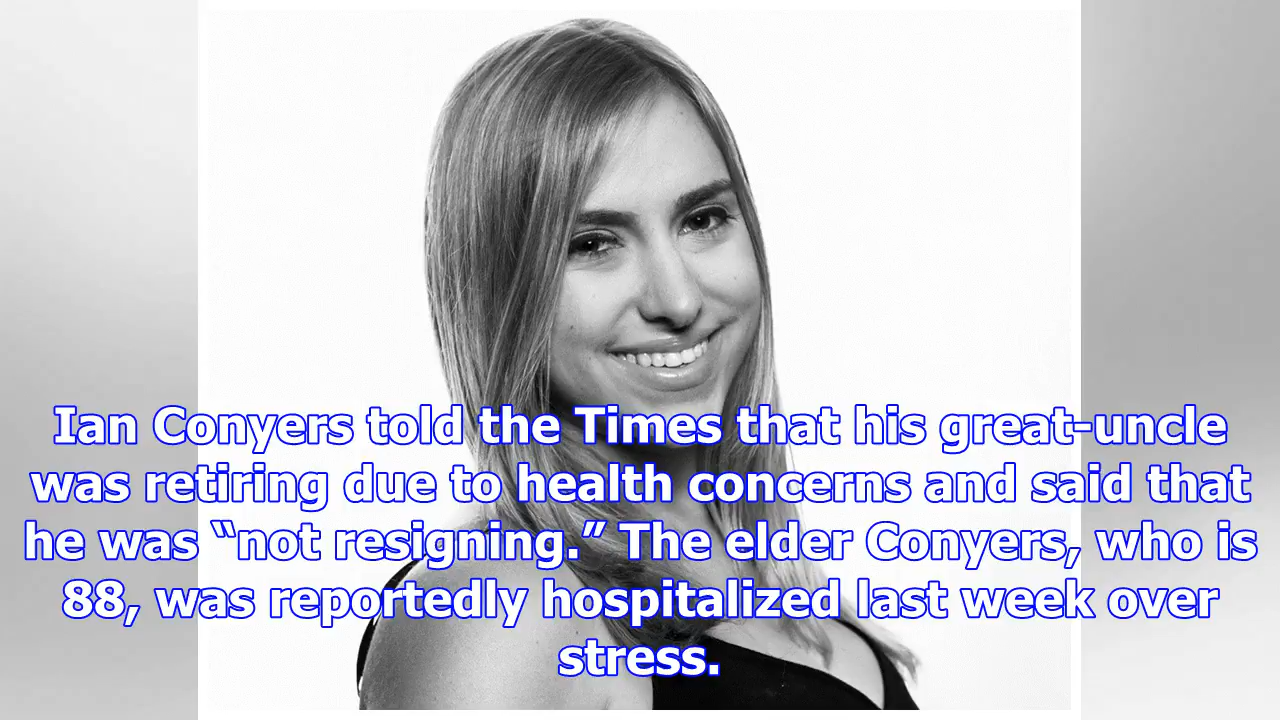 Ian Conyers told the Times that his great-uncle
was retiring due to health concerns and said that
he was “not resigning.” The elder Conyers, who is
88, was reportedly hospitalized last week over
stress.